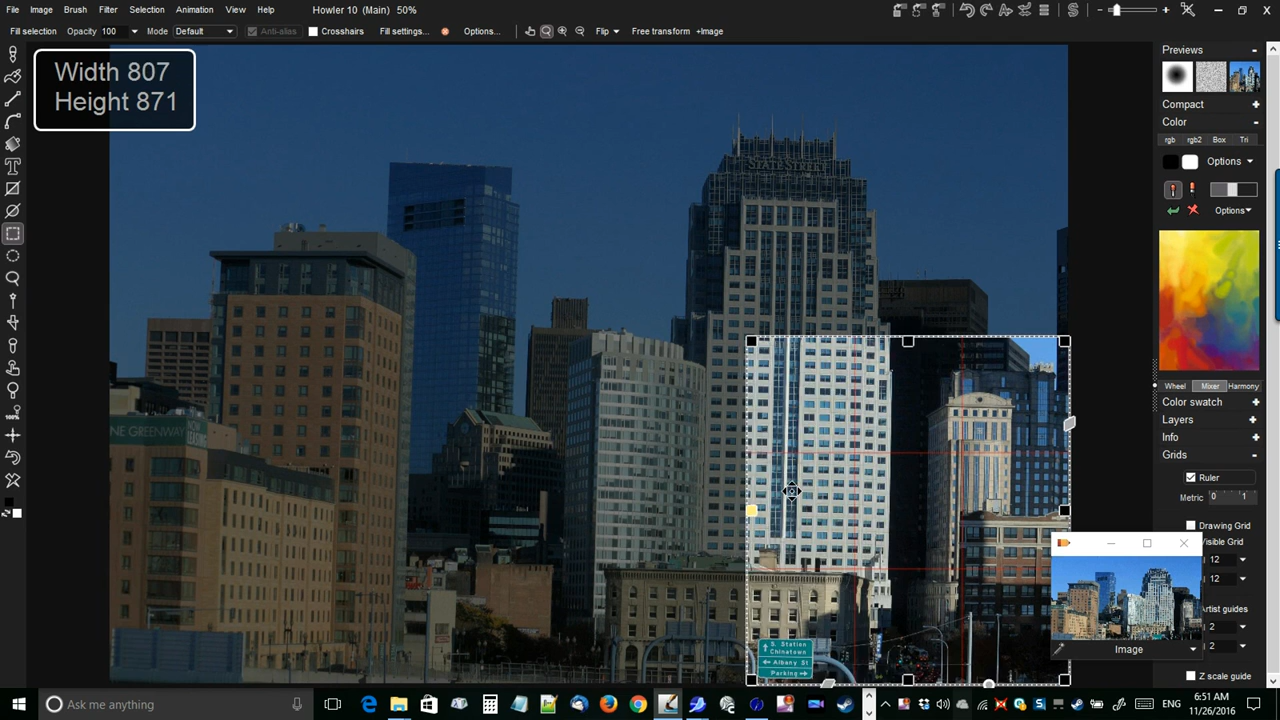 File Image Brush Filter Selection Animation View Help Howler 10 (Main) 50%
Fill selection Opacity 100 Mode Default Anti-alias Crosshairs Fill settings... Options... Flip Free transform +Image
Width 807
Height 871
STATE STREET
NE GREENWAY
S. Station
Chinatown
Albany St
Parking
Previews
Compact
Color
rgb rgb2 Box Tri
Options
Options
Wheel Mixer Harmony
Color swatch
Layers
Info
Grids
Ruler
Metric 0 1
Drawing Grid
Visible Grid
12
12
Artist guides
2
2
Z scale guide
Image
100%
Ask me anything
ENG
6:51 AM
11/26/2016